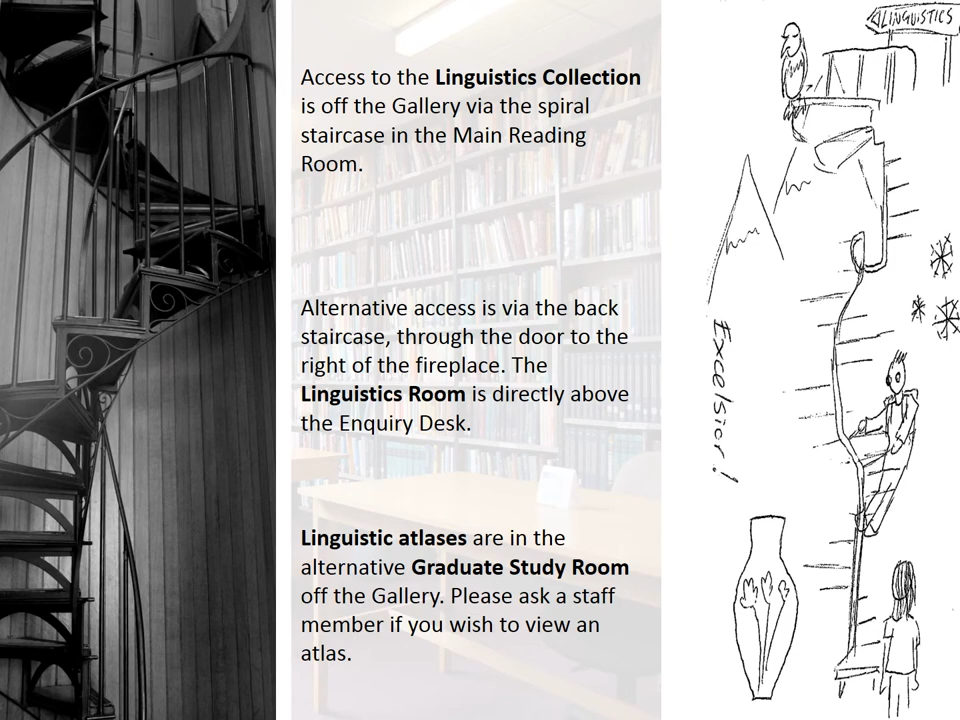 Access to the Linguistics Collection
is off the Gallery via the spiral
staircase in the Main Reading
Room.
Alternative access is via the back
staircase, through the door to the
right of the fireplace. The
Linguistics Room is directly above
the Enquiry Desk.
Linguistic atlases are in the
alternative Graduate Study Room
off the Gallery. Please ask a staff
member if you wish to view an
atlas.
LINGUISTICS
Excelsior!